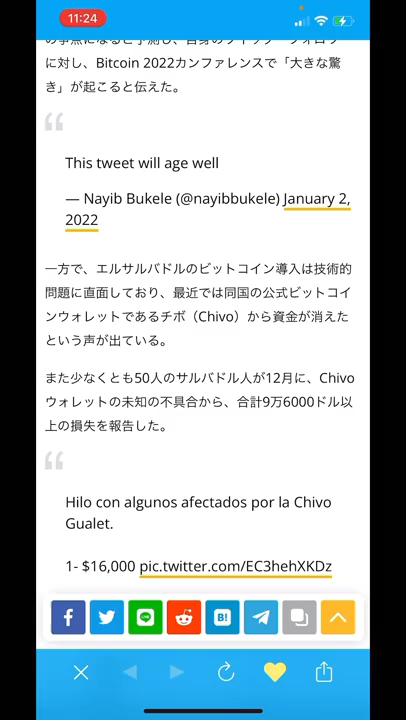 11:24
に対し、Bitcoin 2022カンファレンスで「大きな驚
き」が起こると伝えた。
This tweet will age well
— Nayib Bukele (@nayibbukele) January 2,
2022
一方で、エルサルバドルのビットコイン導入は技術的
問題に直面しており、最近では同国の公式ビットコイ
ンウォレットであるチボ（Chivo）から資金が消えた
という声が出ている。
また少なくとも50人のサルバドル人が12月に、Chivo
ウォレットの未知の不具合から、合計9万6000ドル以
上の損失を報告した。
Hilo con algunos afectados por la Chivo
Gualet.
1- $16,000 pic.twitter.com/EC3hehXKDz
B!